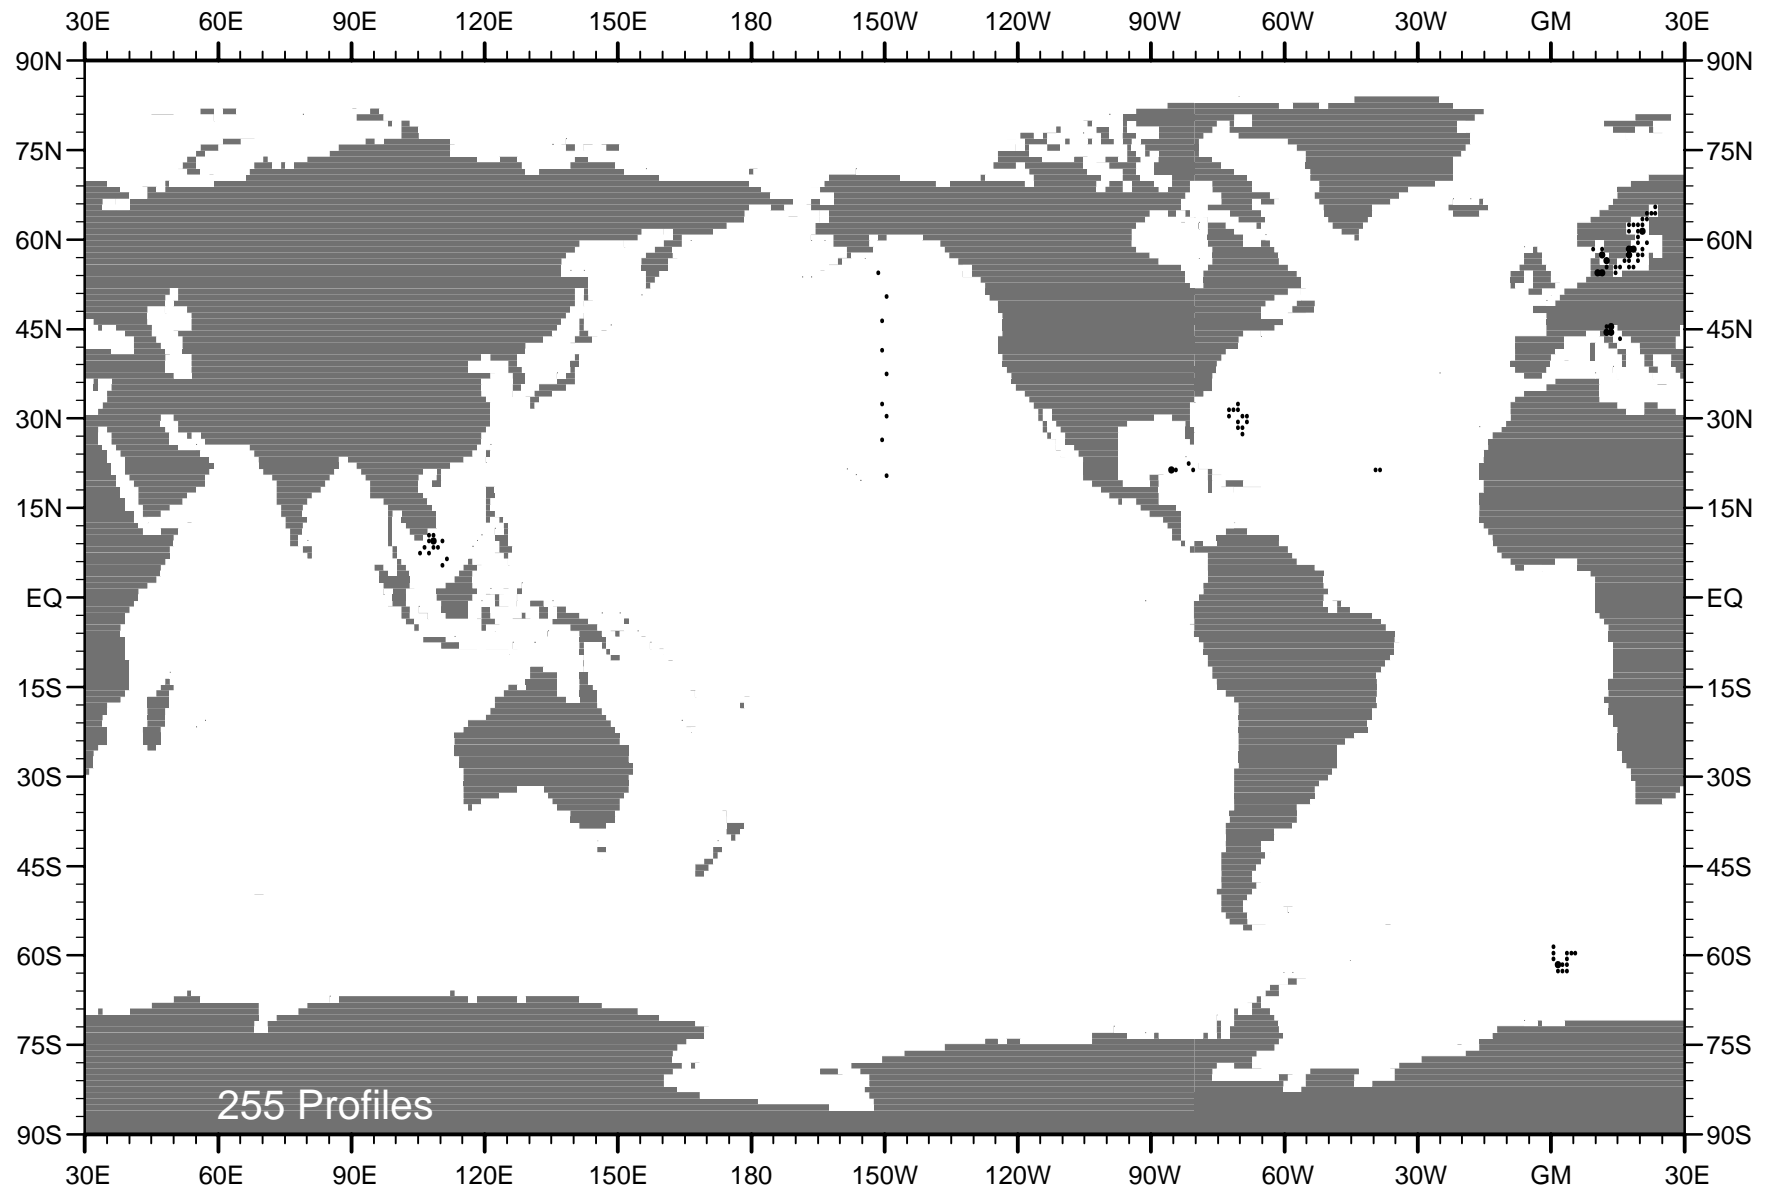 30E 60E 90E 120E 150E 180 150W 120W 90W 60W 30W GM 30E
90N 90N
75N 75N
60N 60N
45N 45N
30N 30N
15N 15N
EQ EQ
15S 15S
30S 30S
45S 45S
60S 60S
75S 75S
255 Profiles
90S 90S
30E 60E 90E 120E 150E 180 150W 120W 90W 60W 30W GM 30E